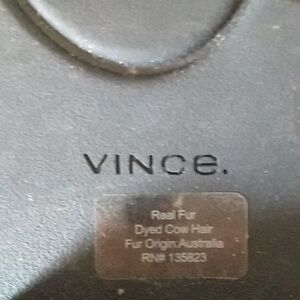 VINCe.
Real Fur
Dyed Cow Hair
Fur Origin:Australia
RN# 135823